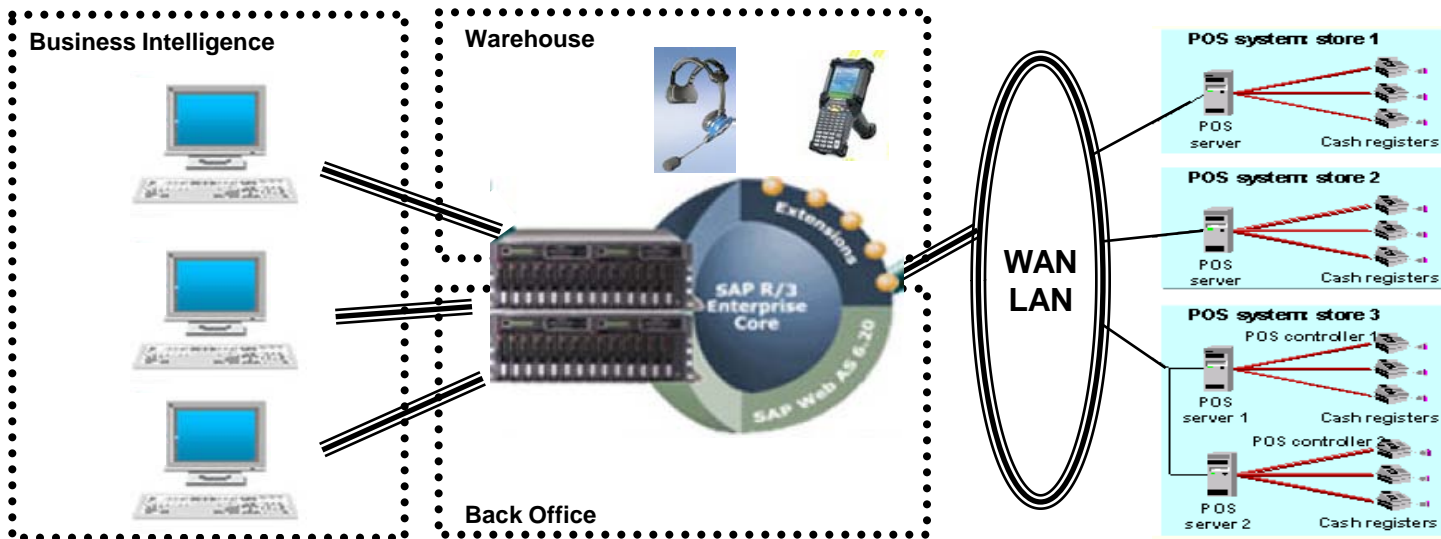 Business Intelligence
Warehouse
Extensions
SAP R/3
Enterprise
Core
SAP Web AS 6.20
Back Office
WAN
LAN
POS system: store 1
POS
server
Cash registers
POS system: store 2
POS
server
Cash registers
POS system: store 3
POS controller 1
POS
server 1
Cash registers
POS controller 2
POS
server 2
Cash registers